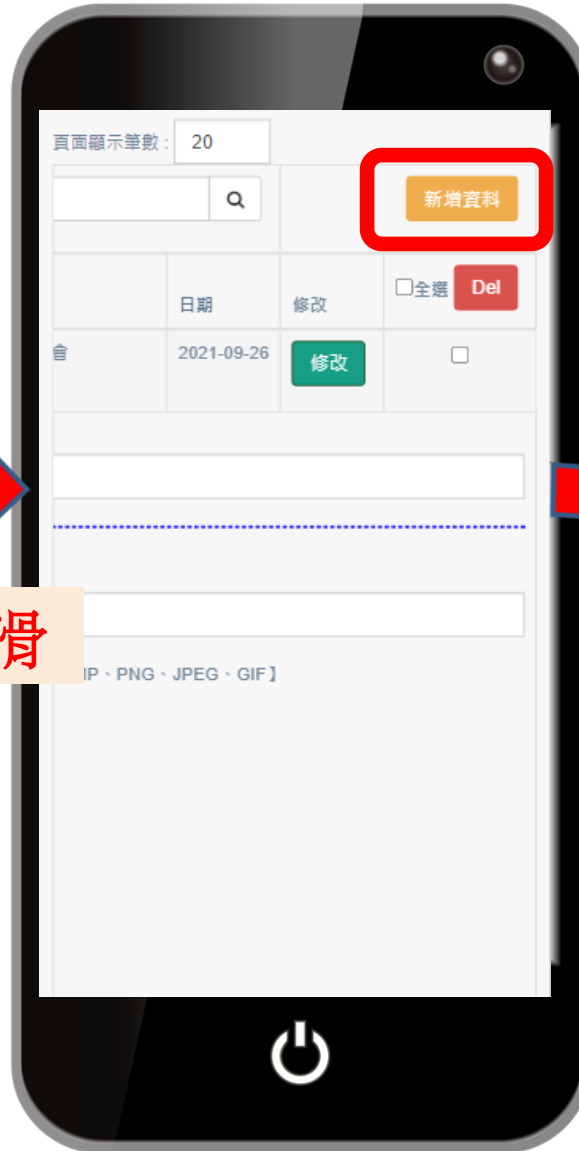 頁面顯示筆數 : 20
新增資料
日期 修改 全選 Del
會 2021-09-26 修改
滑
IP、PNG、JPEG、GIF】